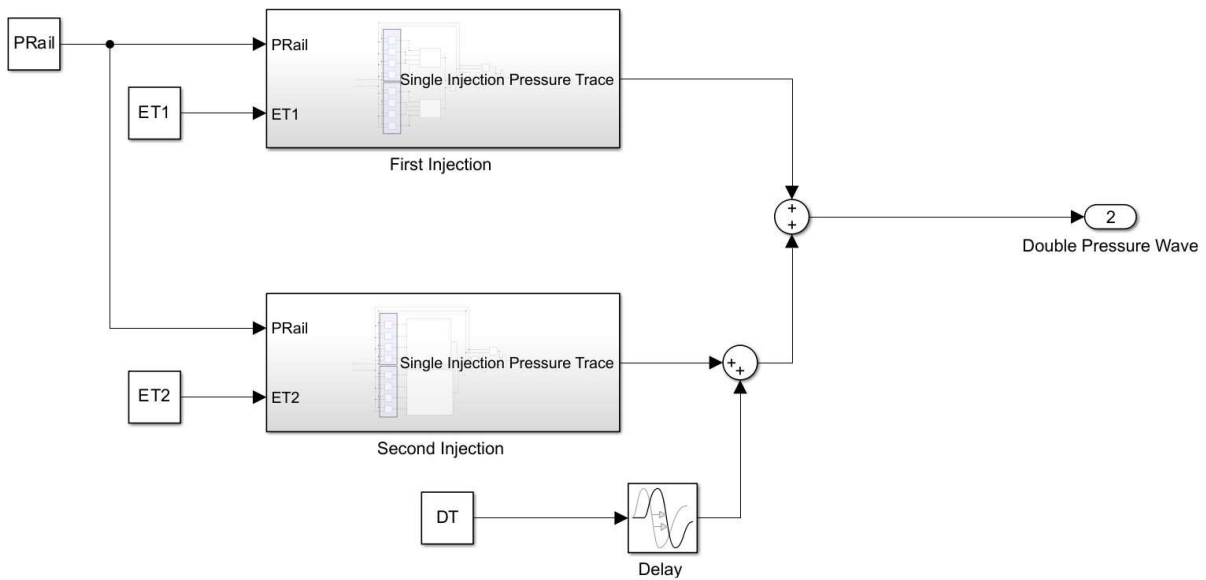 PRail
PRail
Single Injection Pressure Trace
ET1
ET1
First Injection
+
+
2
Double Pressure Wave
PRail
Single Injection Pressure Trace
+
+
ET2
ET2
Second Injection
DT
Delay